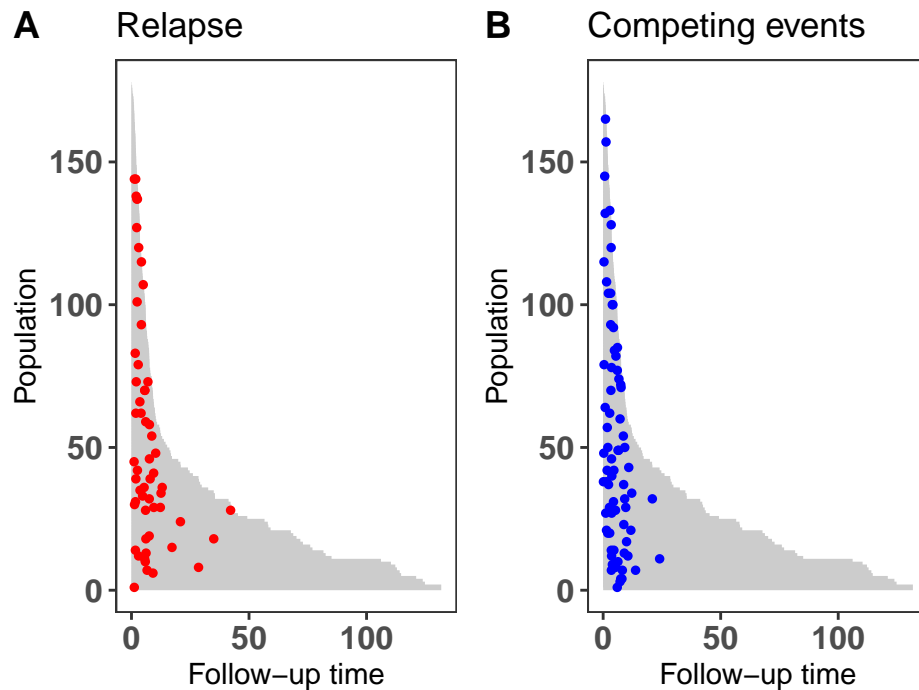 A Relapse
150
100
50
0
Population
0 50 100
Follow−up time
B Competing events
150
100
50
0
Population
0 50 100
Follow−up time